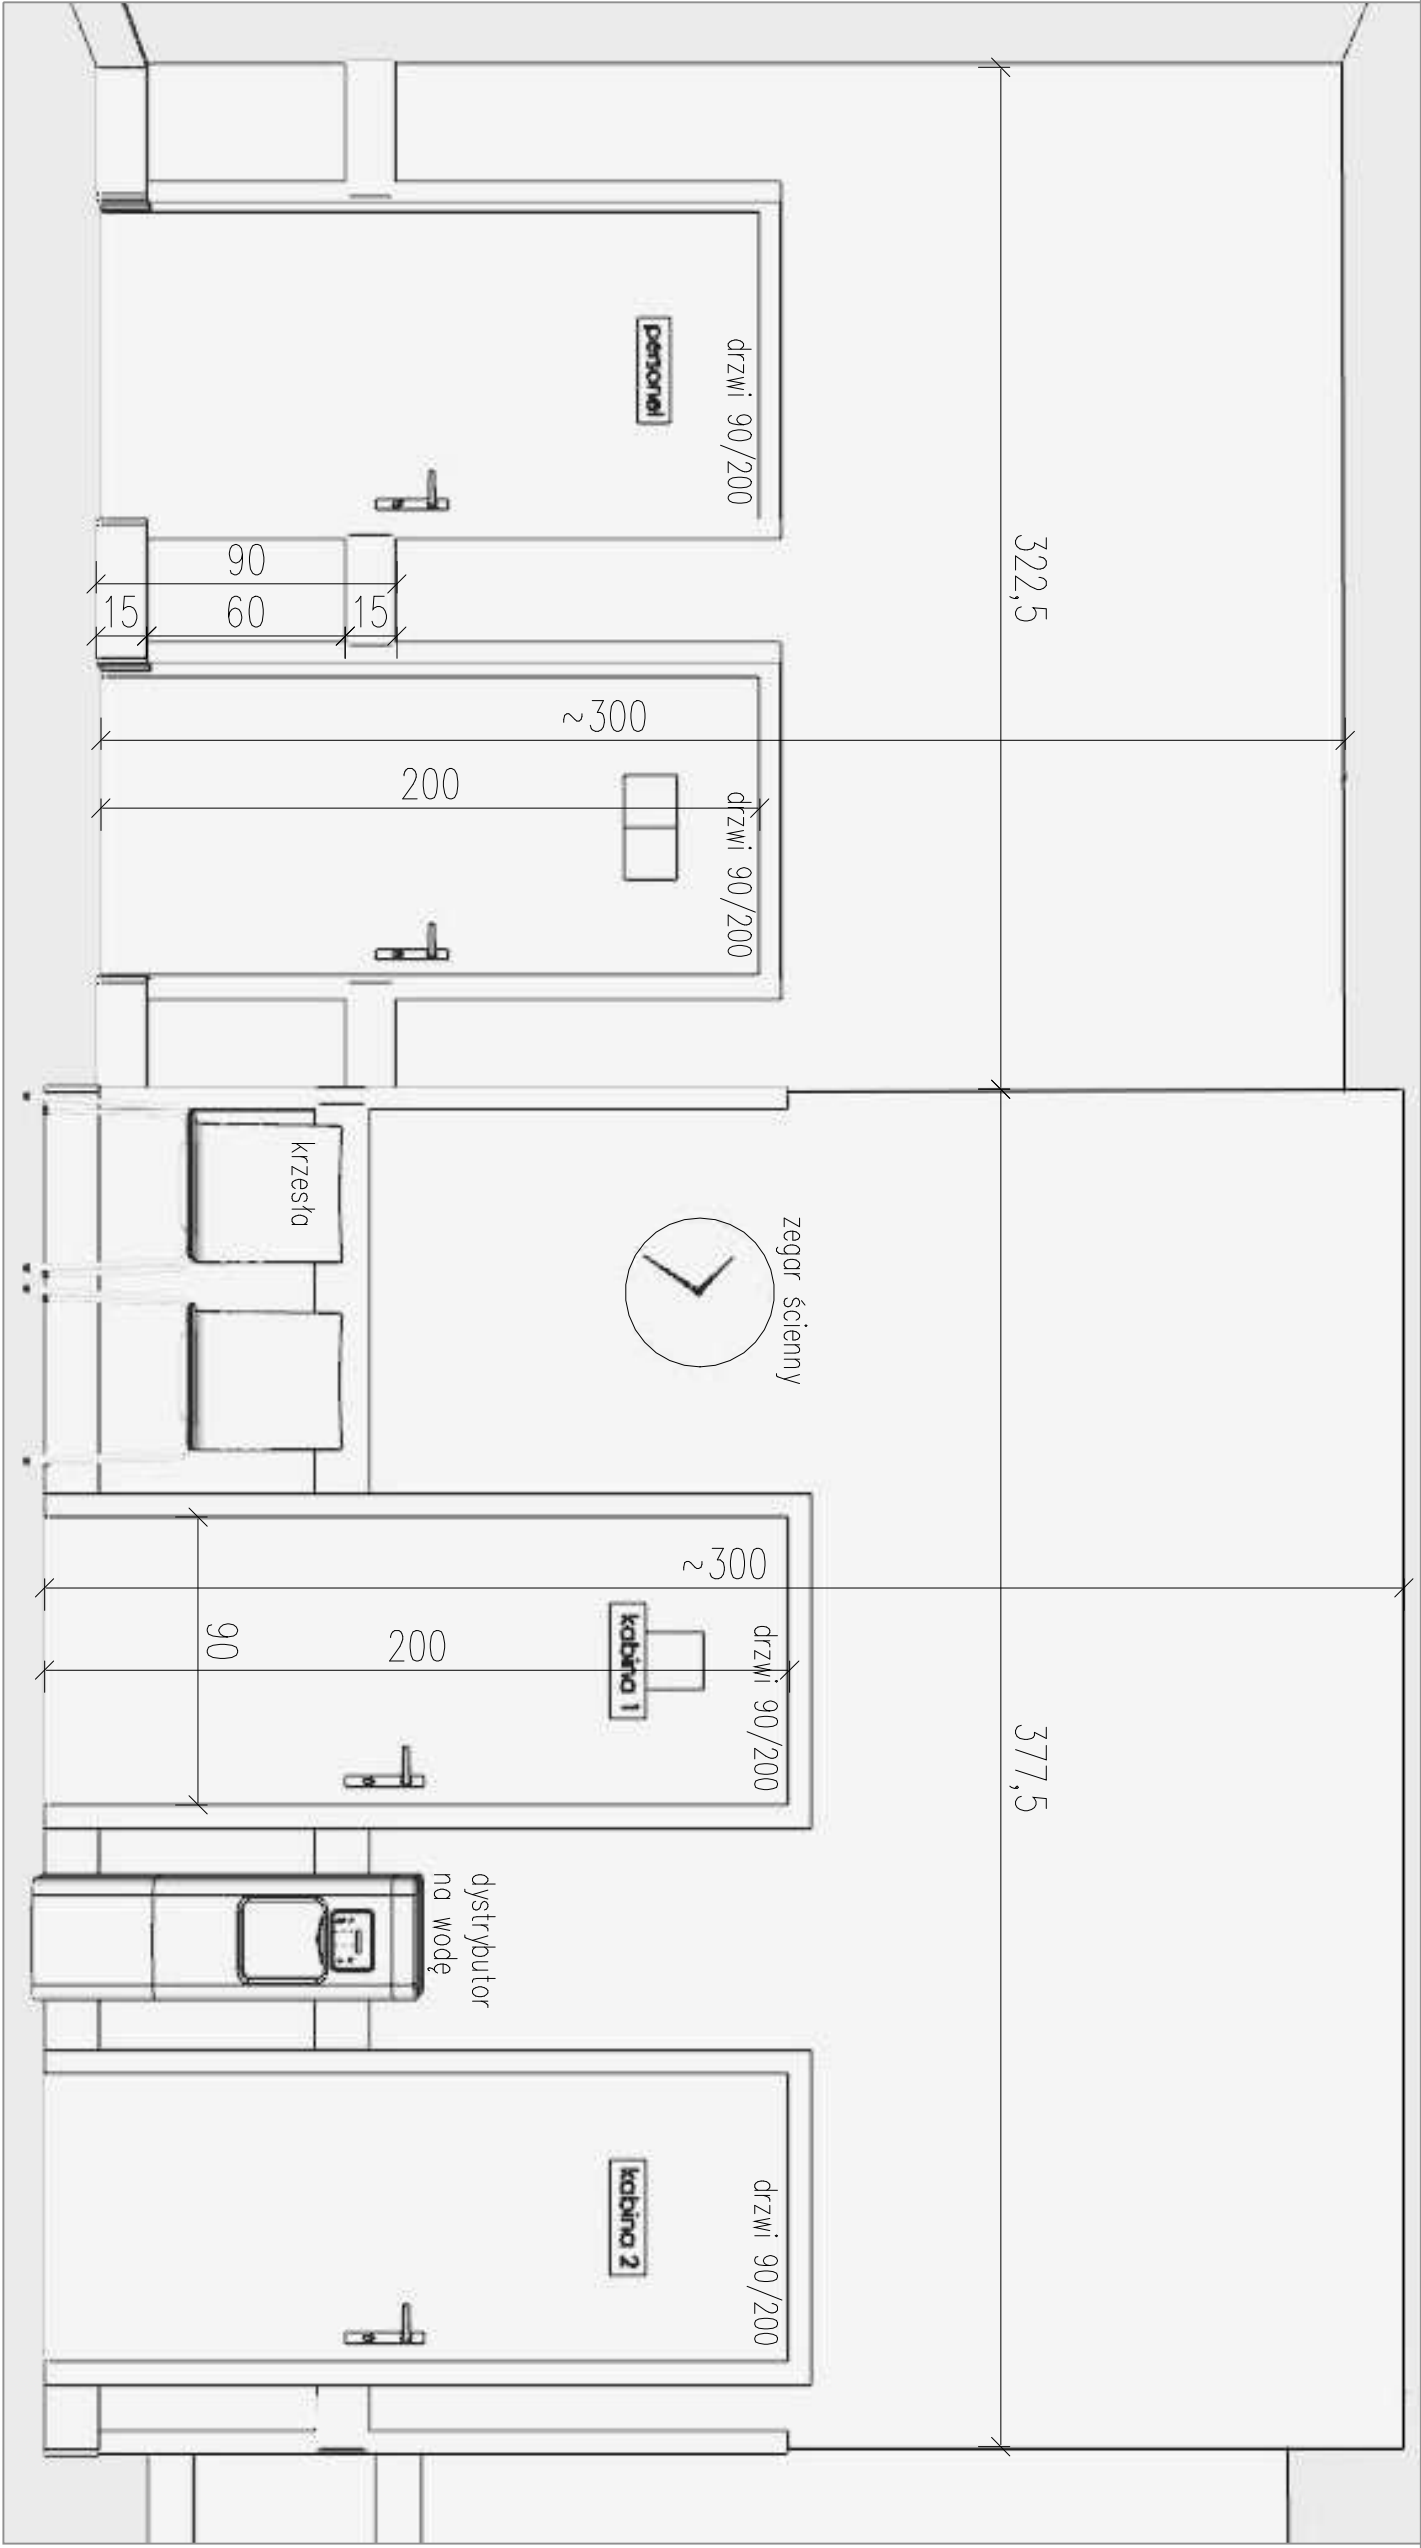 322,5
377,5
drzwi 90/200
personel
90
15
60
15
~300
200
drzwi 90/200
krzesła
zegar ścienny
~300
200
90
drzwi 90/200
kabina 1
dystrybutor
na wodę
drzwi 90/200
kabina 2